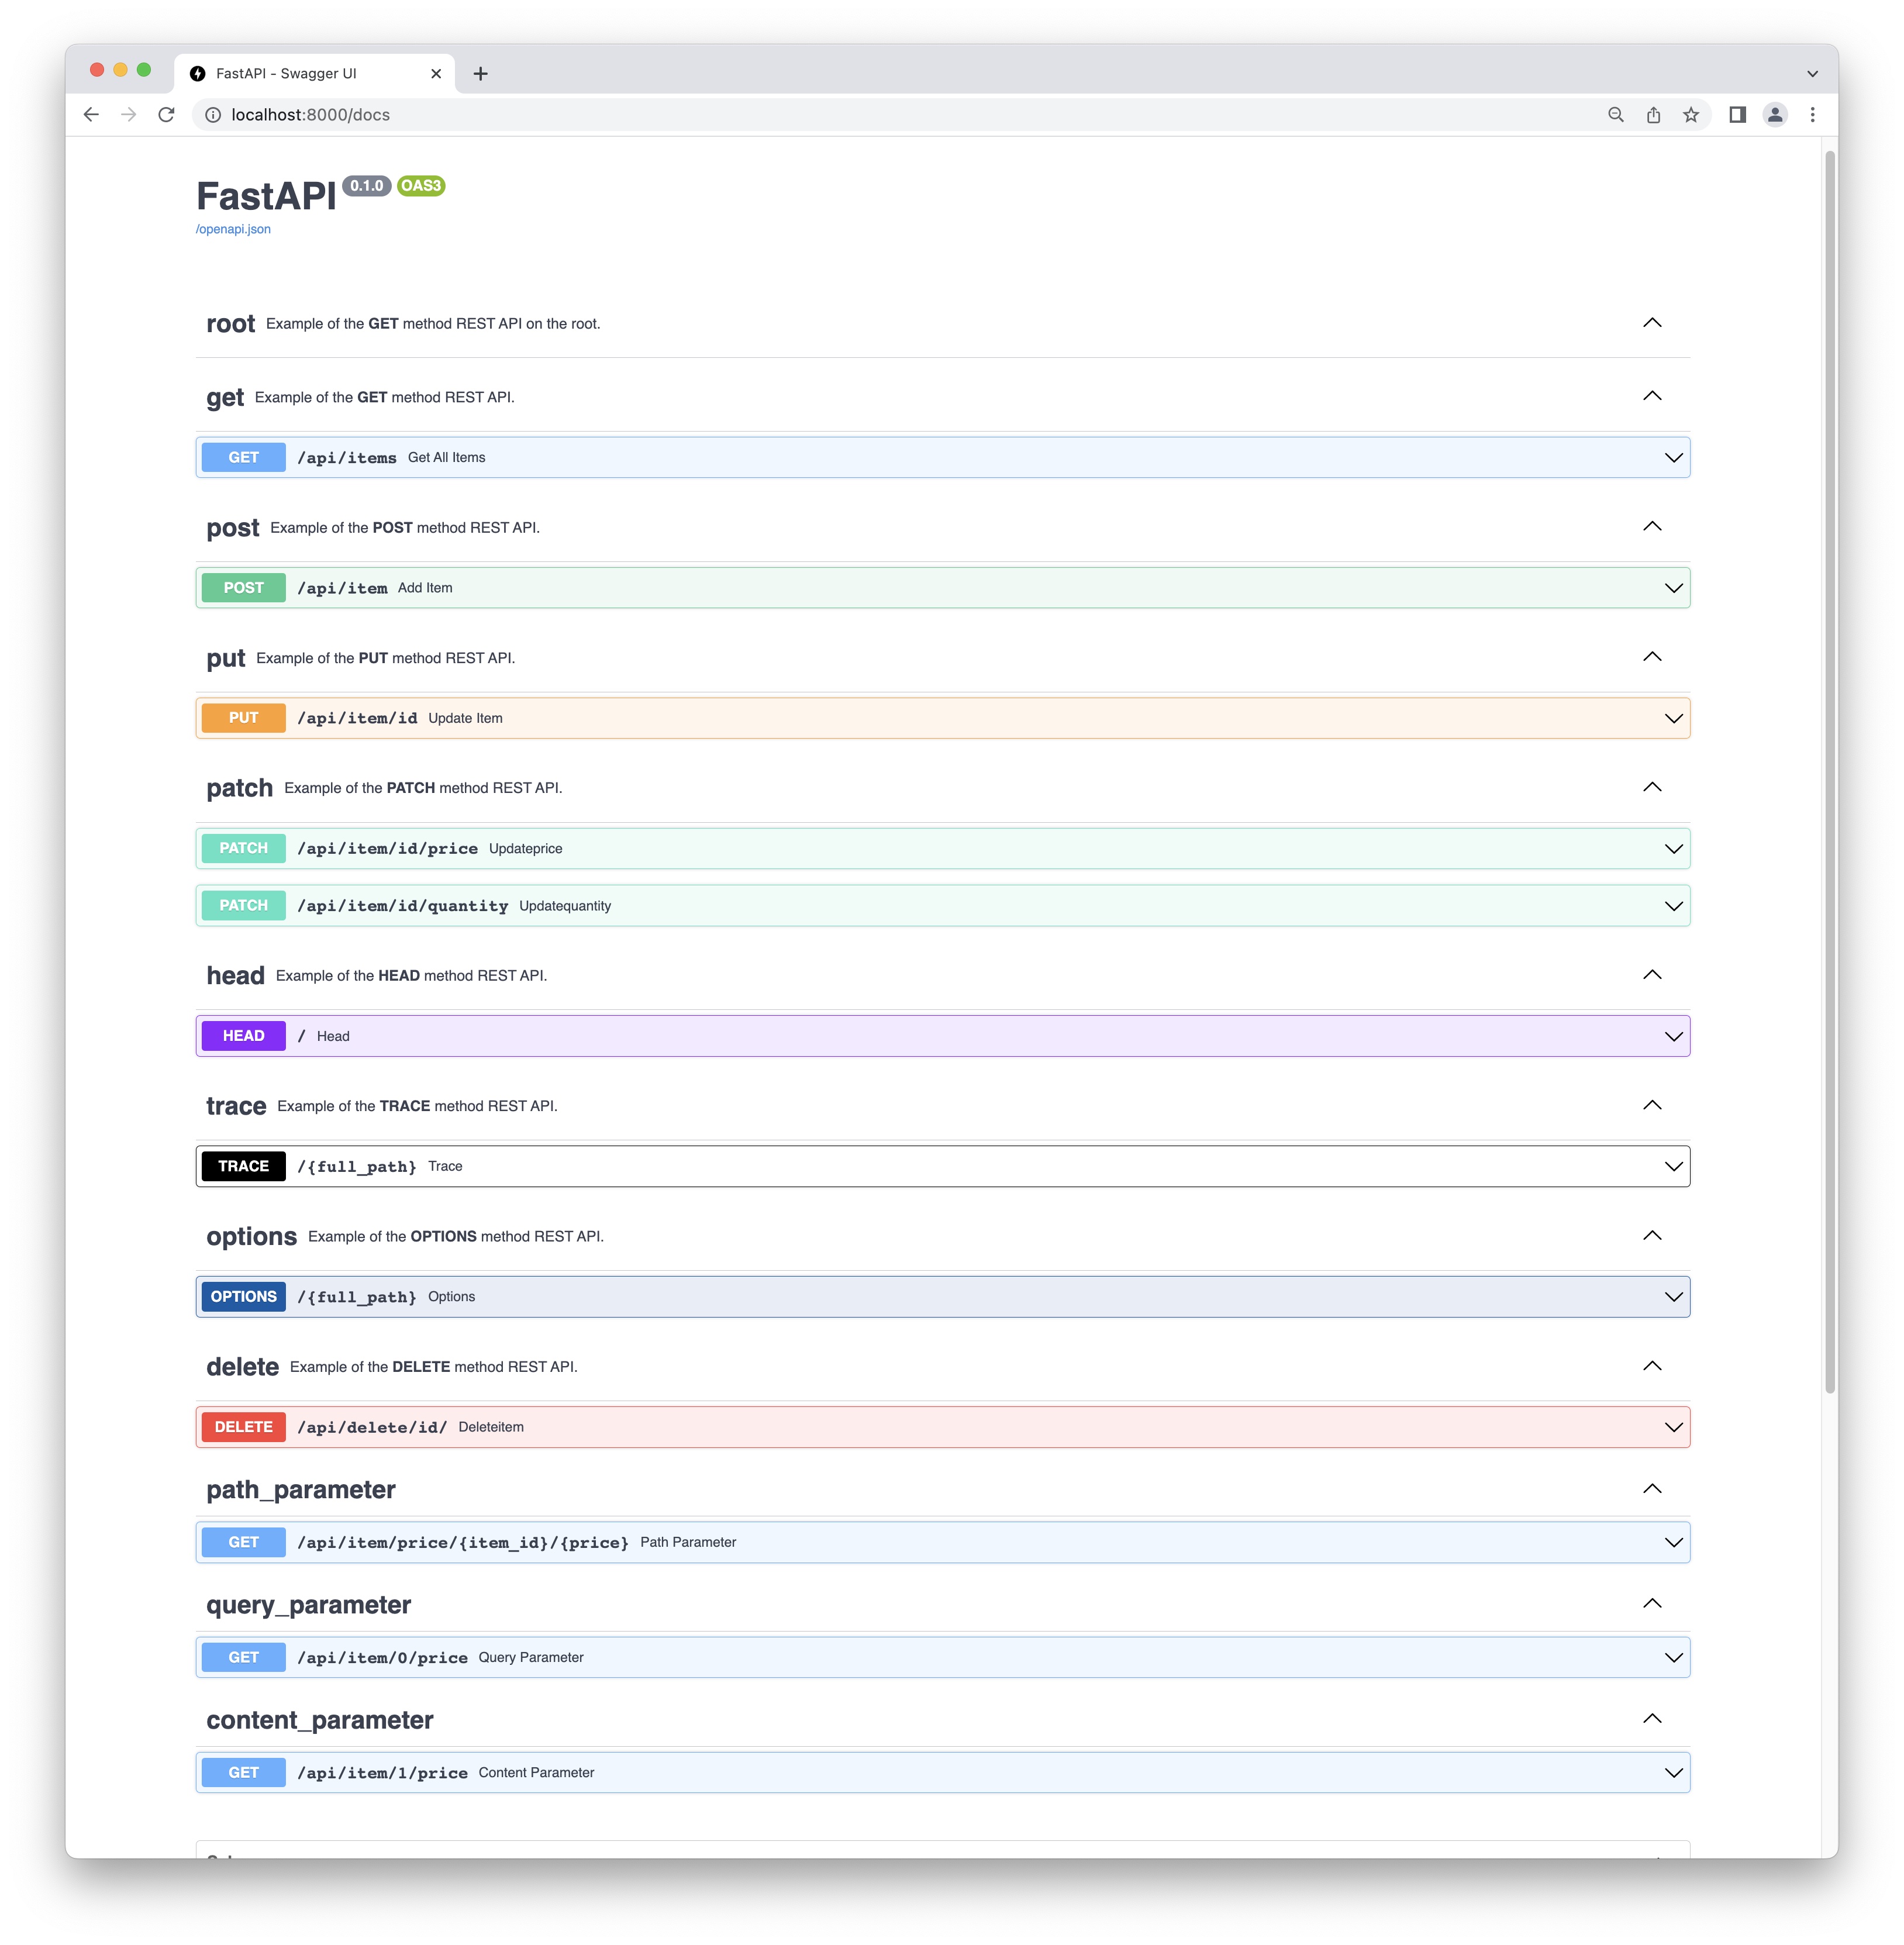 FastAPI - Swagger UI
localhost:8000/docs
FastAPI 0.1.0 OAS3
/openapi.json
root Example of the GET method REST API on the root.
get Example of the GET method REST API.
GET /api/items Get All Items
post Example of the POST method REST API.
POST /api/item Add Item
put Example of the PUT method REST API.
PUT /api/item/id Update Item
patch Example of the PATCH method REST API.
PATCH /api/item/id/price Updateprice
PATCH /api/item/id/quantity Updatequantity
head Example of the HEAD method REST API.
HEAD / Head
trace Example of the TRACE method REST API.
TRACE /{full_path} Trace
options Example of the OPTIONS method REST API.
OPTIONS /{full_path} Options
delete Example of the DELETE method REST API.
DELETE /api/delete/id/ Deleteitem
path_parameter
GET /api/item/price/{item_id}/{price} Path Parameter
query_parameter
GET /api/item/0/price Query Parameter
content_parameter
GET /api/item/1/price Content Parameter